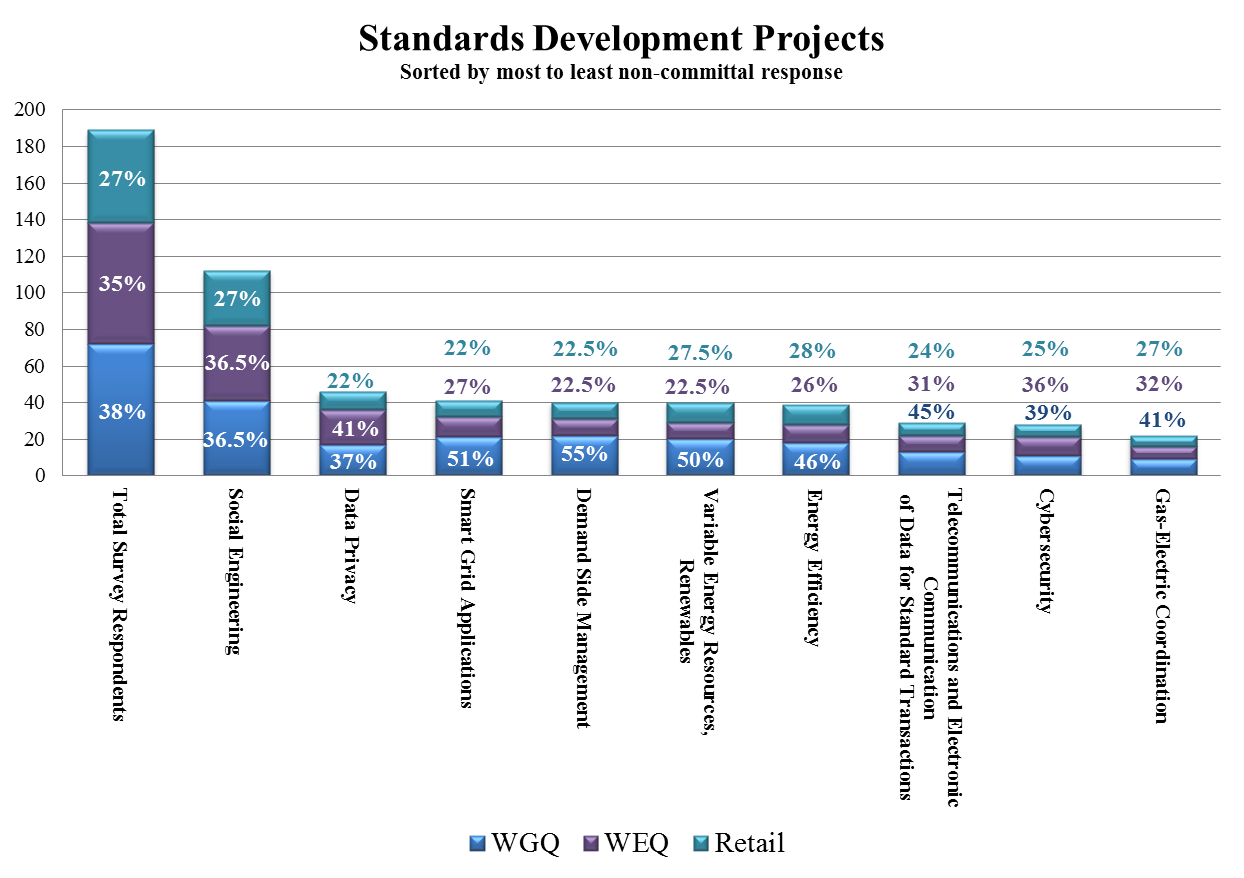 Standards Development Projects
Sorted by most to least non-committal response
200
180
160
140
120
100
80
60
40
20
0
27%
35%
38%
27%
36.5%
36.5%
22%
41%
37%
22%
27%
51%
22.5%
22.5%
55%
27.5%
22.5%
50%
28%
26%
46%
24%
31%
45%
25%
36%
39%
27%
32%
41%
Total Survey Respondents
Social Engineering
Data Privacy
Smart Grid Applications
Demand Side Management
Variable Energy Resources,
Renewables
Energy Efficiency
Telecommunications and Electronic
Communication
of Data for Standard Transactions
Cybersecurity
Gas-Electric Coordination
WGQ WEQ Retail